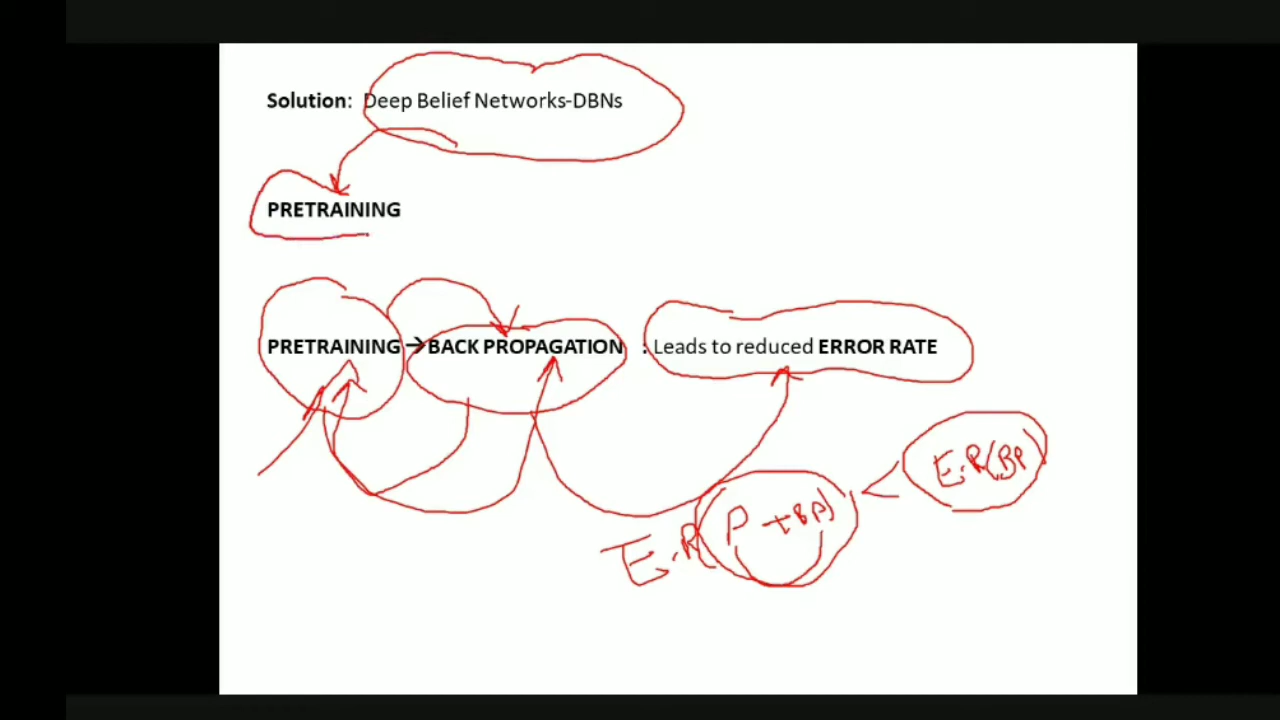 Solution: Deep Belief Networks-DBNs
PRETRAINING
PRETRAINING → BACK PROPAGATION : Leads to reduced ERROR RATE
E.R(P +BP) < E.R(BP)